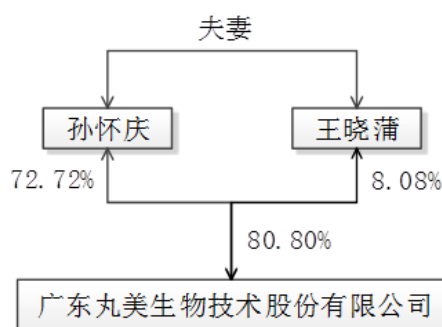 夫妻
孙怀庆
王晓蒲
72.72%
8.08%
80.80%
广东丸美生物技术股份有限公司